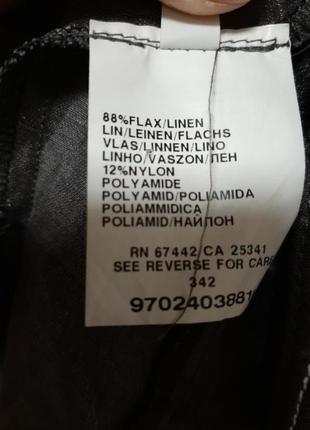 88%FLAX/LINEN
LIN/LEINEN/FLACHS
VLAS/LINNEN/LINO
LINHO/VASZON/ЛЕН
12%NYLON
POLYAMIDE
POLYAMID/POLIAMIDA
POLIAMMIDICA
POLIAMID/НАЙЛОН
RN 67442/CA 25341
SEE REVERSE FOR CARE
342